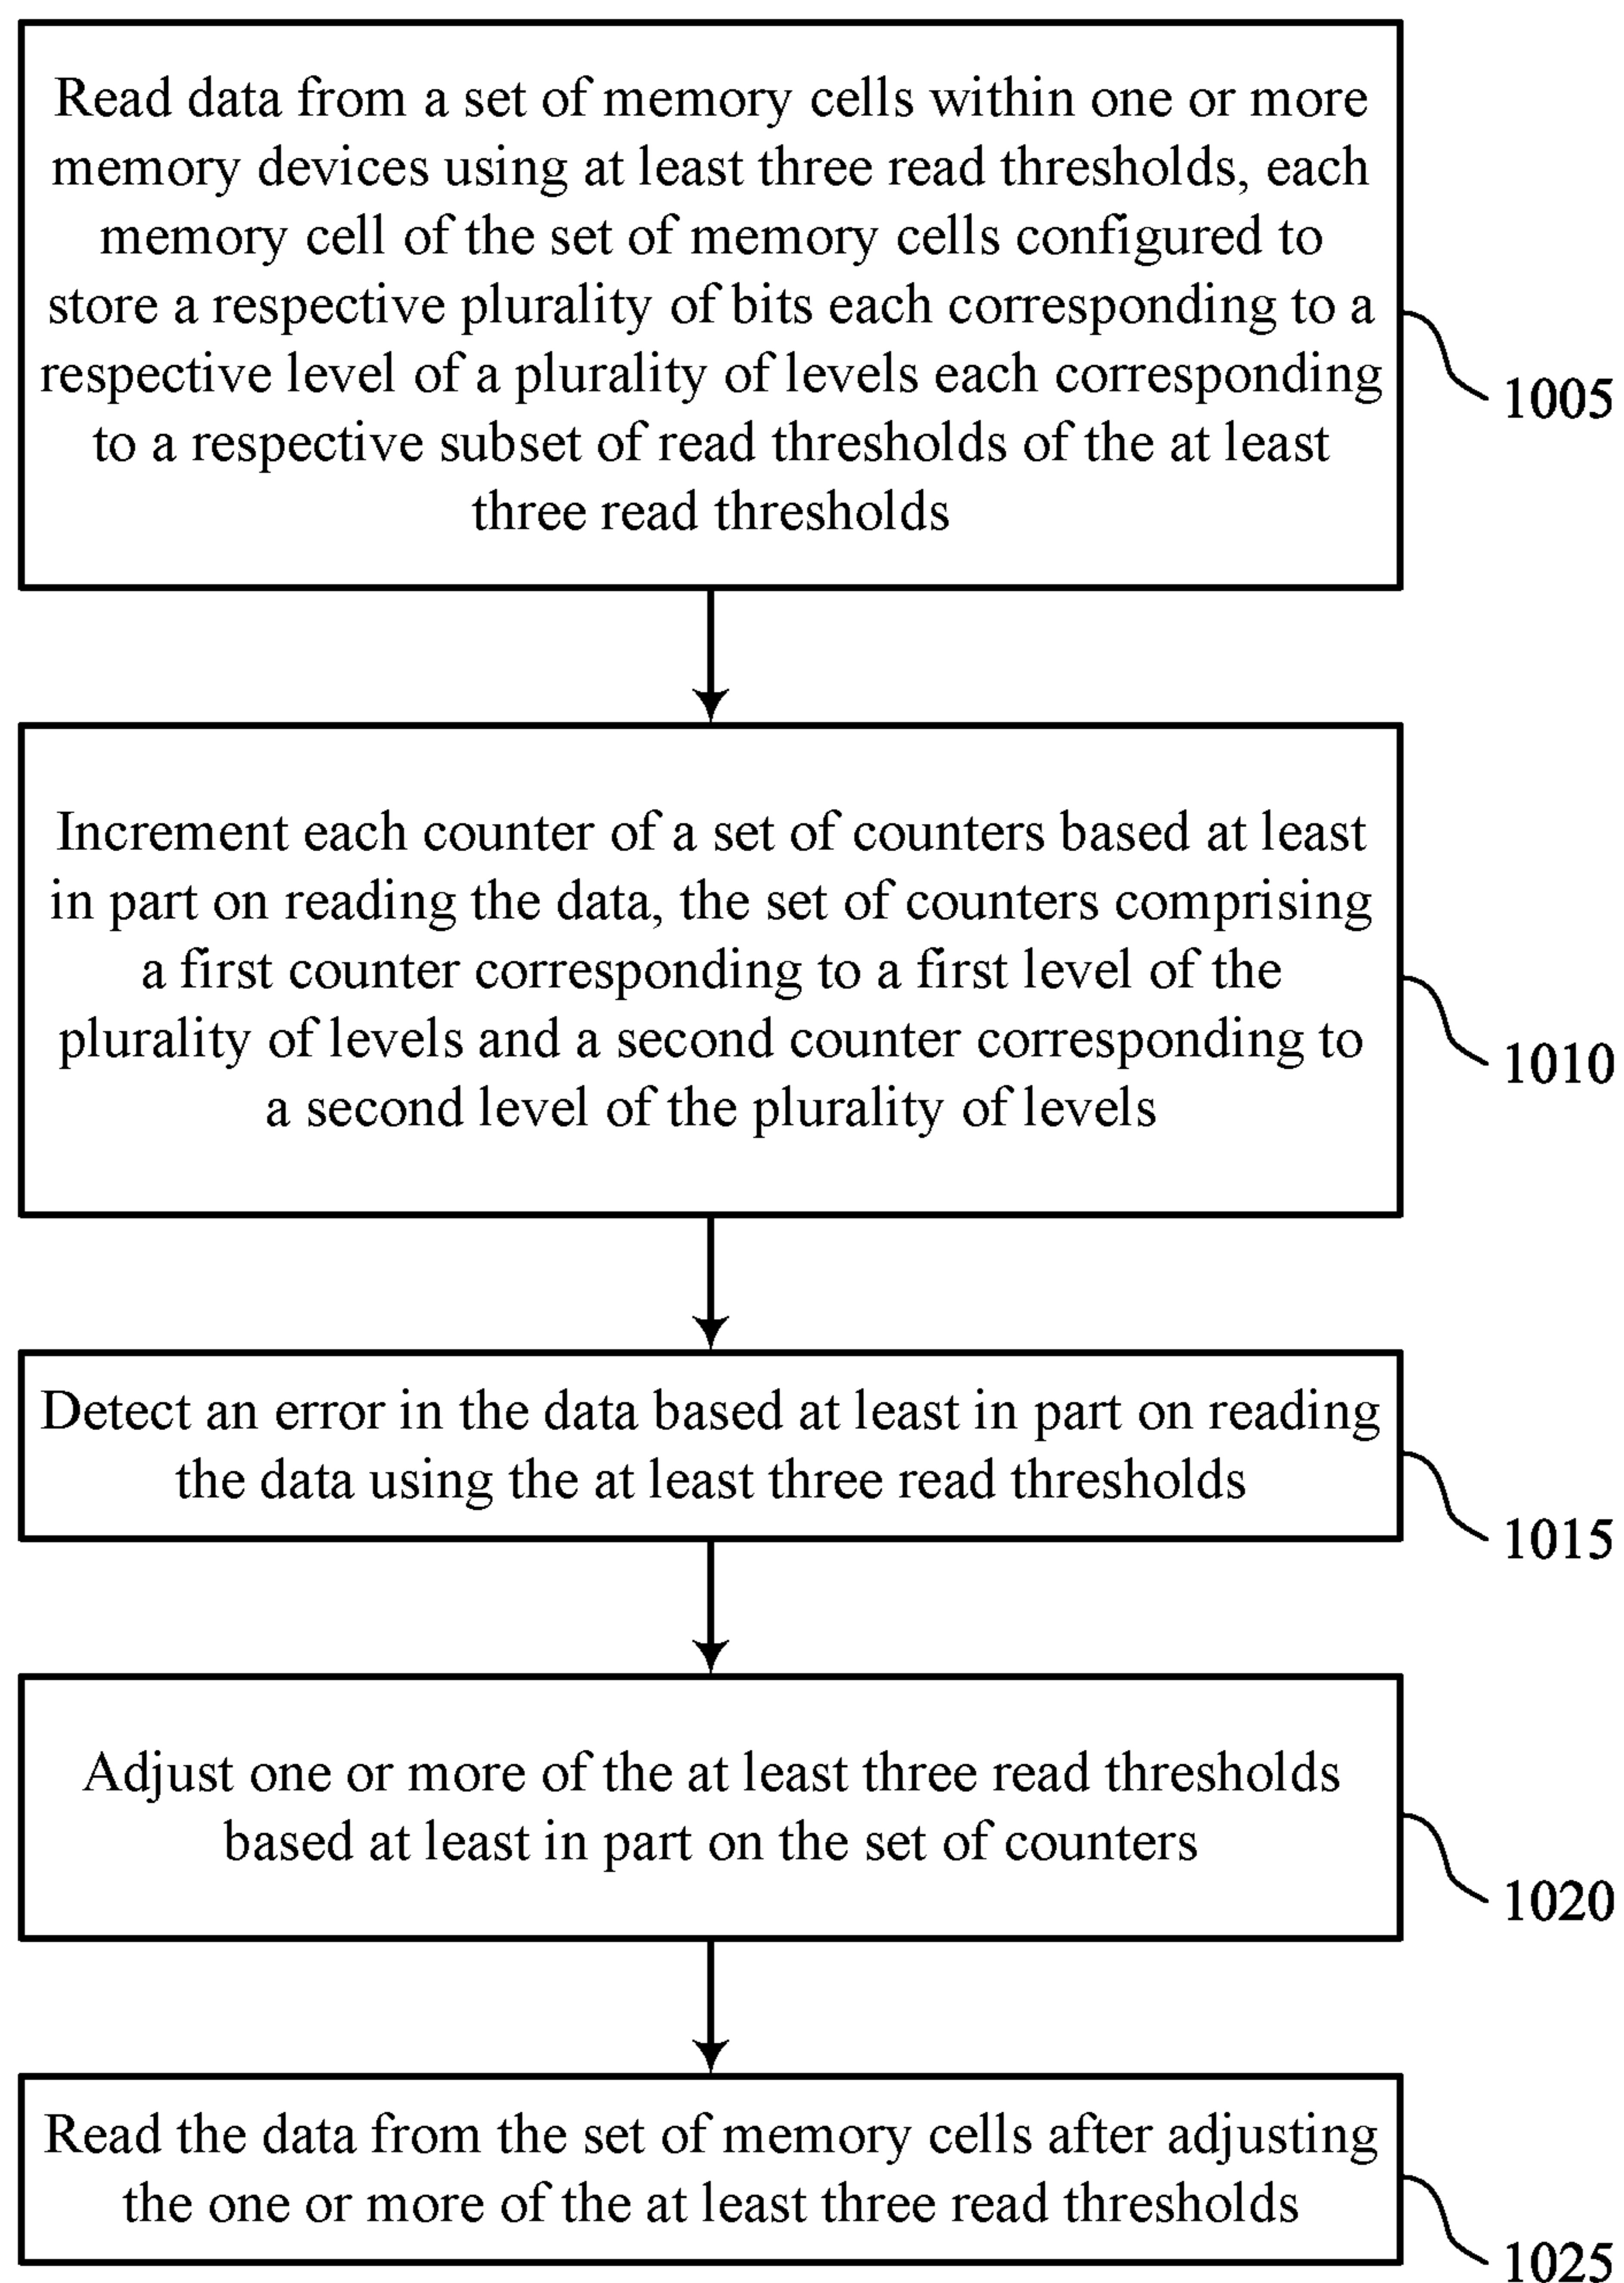 Read data from a set of memory cells within one or more
memory devices using at least three read thresholds, each
memory cell of the set of memory cells configured to
store a respective plurality of bits each corresponding to a
respective level of a plurality of levels each corresponding
to a respective subset of read thresholds of the at least
three read thresholds
1005
Increment each counter of a set of counters based at least
in part on reading the data, the set of counters comprising
a first counter corresponding to a first level of the
plurality of levels and a second counter corresponding to
a second level of the plurality of levels
1010
Detect an error in the data based at least in part on reading
the data using the at least three read thresholds
1015
Adjust one or more of the at least three read thresholds
based at least in part on the set of counters
1020
Read the data from the set of memory cells after adjusting
the one or more of the at least three read thresholds
1025